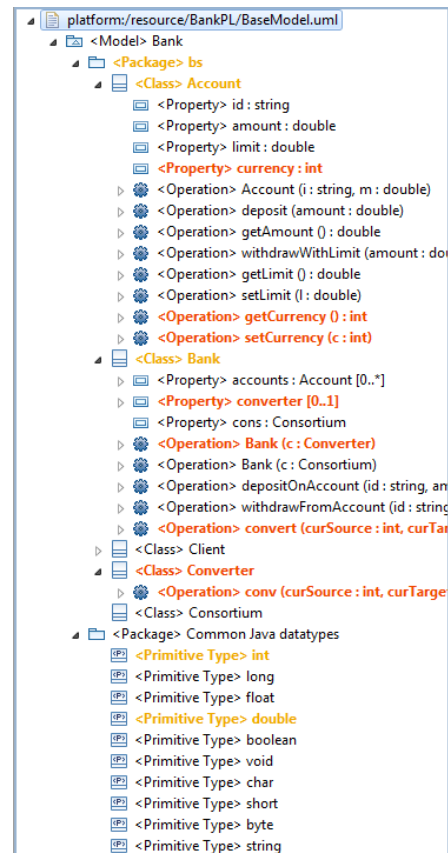 platform:/resource/BankPL/BaseModel.uml
<Model> Bank
<Package> bs
<Class> Account
<Property> id : string
<Property> amount : double
<Property> limit : double
<Property> currency : int
<Operation> Account (i : string, m : double)
<Operation> deposit (amount : double)
<Operation> getAmount () : double
<Operation> withdrawWithLimit (amount : dou
<Operation> getLimit () : double
<Operation> setLimit (l : double)
<Operation> getCurrency () : int
<Operation> setCurrency (c : int)
<Class> Bank
<Property> accounts : Account [0..*]
<Property> converter [0..1]
<Property> cons : Consortium
<Operation> Bank (c : Converter)
<Operation> Bank (c : Consortium)
<Operation> depositOnAccount (id : string, am
<Operation> withdrawFromAccount (id : string
<Operation> convert (curSource : int, curTar
<Class> Client
<Class> Converter
<Operation> conv (curSource : int, curTarge
<Class> Consortium
<Package> Common Java datatypes
<Primitive Type> int
<Primitive Type> long
<Primitive Type> float
<Primitive Type> double
<Primitive Type> boolean
<Primitive Type> void
<Primitive Type> char
<Primitive Type> short
<Primitive Type> byte
<Primitive Type> string